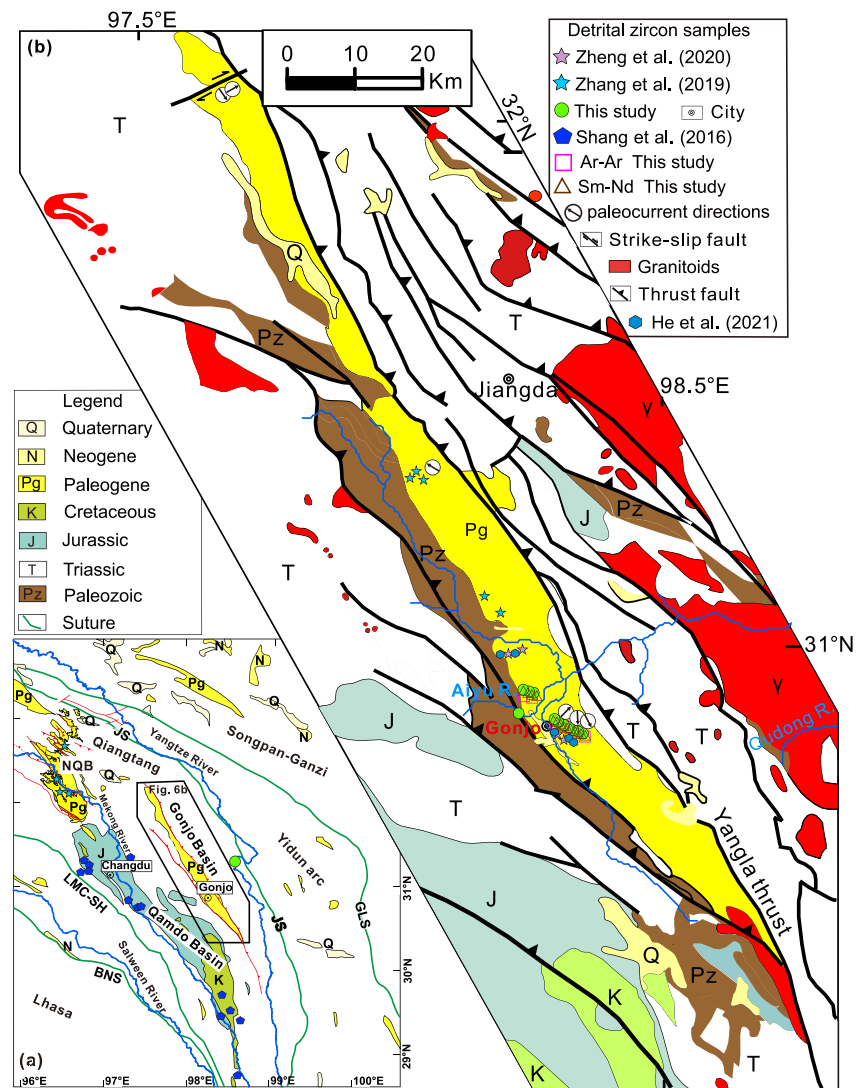 97.5°E
(b)
0 10 20
Km
Detrital zircon samples
Zheng et al. (2020)
Zhang et al. (2019)
This study
City
Shang et al. (2016)
Ar-Ar This study
Sm-Nd This study
paleocurrent directions
Strike-slip fault
Granitoids
Thrust fault
He et al. (2021)
32°N
T
Q
T
Pz
Jiangda
98.5°E
γ
Legend
Q Quaternary
N Neogene
Pg Paleogene
K Cretaceous
J Jurassic
T Triassic
Pz Paleozoic
Suture
Pg
J
Pz
T
Pz
31°N
Aiyu R.
Gonjo
γ
Gudong R.
J
T
T
T
Yangla thrust
J
Q
Pz
K
K
T
Q
N
N
Pg
Pg
Q
Q
JS
Songpan-Ganzi
Qiangtang
Yangtze River
NQB
Q
Fig. 6b
Pg
Mekong River
Gonjo Basin
Yidun arc
J
Changdu
Pg
Gonjo
31°N
LMC-SH
Qamdo Basin
JS
GLS
N
Salween River
Q
BNS
K
30°N
Lhasa
29°N
(a)
96°E 97°E 98°E 99°E 100°E